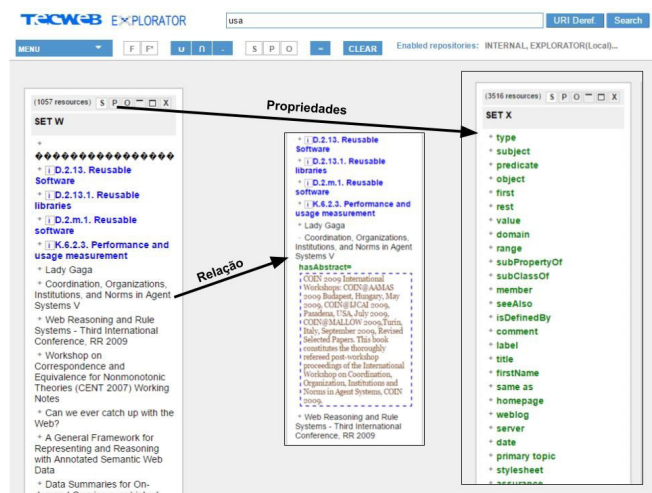 TecWeb EXPLORATOR
usa
URI Deref.
Search
MENU
F F* ∪ ∩ - S P O = CLEAR
Enabled repositories: INTERNAL, EXPLORATOR(Local)...
(1057 resources) S P O X
SET W
*
������������������
* i D.2.13. Reusable
Software
* i D.2.13.1. Reusable
libraries
* i D.2.m.1. Reusable
software
* i K.6.2.3. Performance and
usage measurement
* Lady Gaga
* Coordination, Organizations,
Institutions, and Norms in Agent
Systems V
* Web Reasoning and Rule
Systems - Third International
Conference, RR 2009
* Workshop on
Correspondence and
Equivalence for Nonmonotonic
Theories (CENT 2007) Working
Notes
* Can we ever catch up with the
Web?
* A General Framework for
Representing and Reasoning
with Annotated Semantic Web
Data
* Data Summaries for On-
Propriedades
Relação
* i D.2.13. Reusable
Software
* i D.2.13.1. Reusable
libraries
* i D.2.m.1. Reusable
software
* i K.6.2.3. Performance and
usage measurement
* Lady Gaga
- Coordination, Organizations,
Institutions, and Norms in Agent
Systems V
hasAbstract=
COIN 2009 International
Workshops: COIN@AAMAS
2009 Budapest, Hungary, May
2009, COIN@IJCAI 2009,
Pasadena, USA, July 2009,
COIN@MALLOW 2009,Turin,
Italy, September 2009, Revised
Selected Papers. This book
constitutes the thoroughly
refereed post-workshop
proceedings of the International
Workshop on Coordination,
Organization, Institutions and
Norms in Agent Systems, COIN
2009.
* Web Reasoning and Rule
Systems - Third International
Conference, RR 2009
(3516 resources) S P O X
SET X
* type
* subject
* predicate
* object
* first
* rest
* value
* domain
* range
* subPropertyOf
* subClassOf
* member
* seeAlso
* isDefinedBy
* comment
* label
* title
* firstName
* same as
* homepage
* weblog
* server
* date
* primary topic
* stylesheet
* assurance